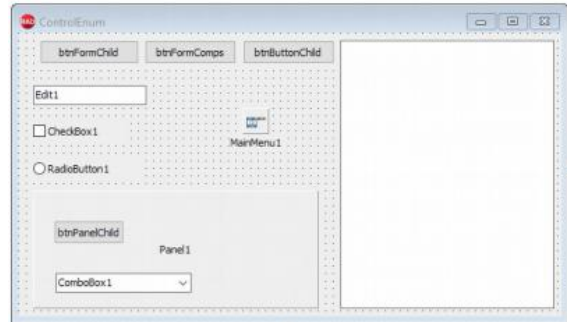 ControlEnum
btnFormChild btnFormComps btnButtonChild
Edit1
CheckBox1
MainMenu1
RadioButton1
btnPanelChild
Panel1
ComboBox1